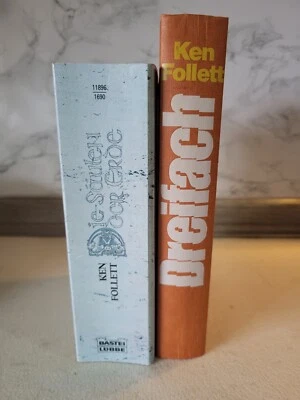 11896
1690
Die Säulen
der Erde
KEN
FOLLETT
BASTEI
LÜBBE
Ken
Follett
Dreifach